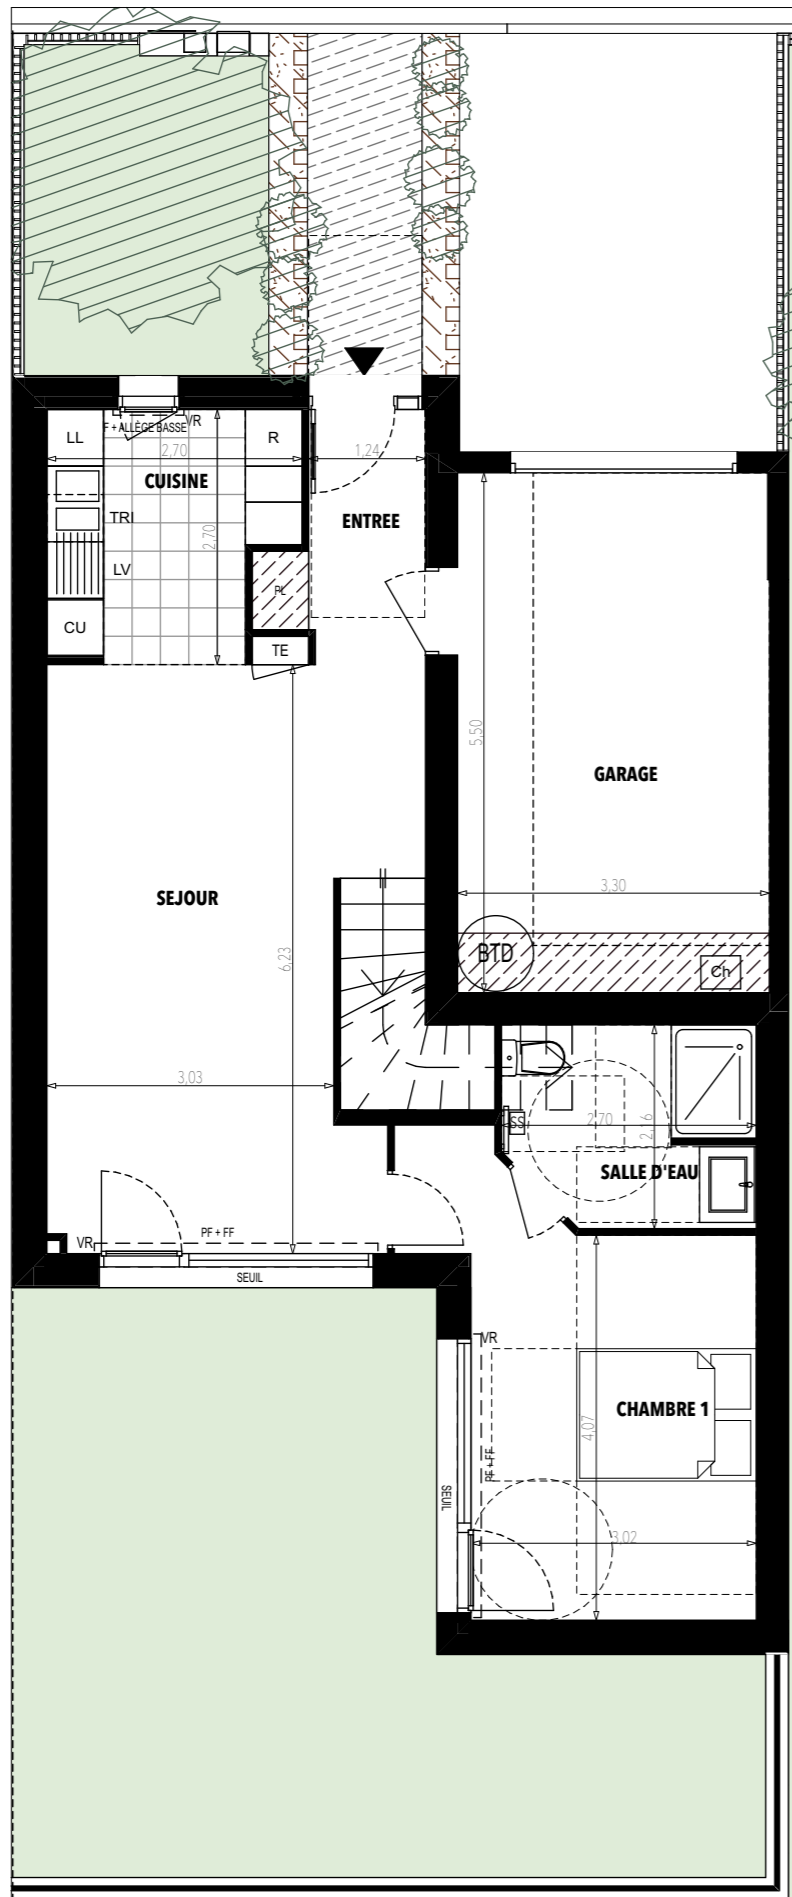 F + ALLÈGE BASSE
VR
LL
R
2,70
1,24
CUISINE
TRI
ENTREE
2,70
LV
PL
CU
TE
5,50
GARAGE
SEJOUR
3,30
6,23
BTD
Ch
3,03
SS
2,70
2,16
SALLE D'EAU
VR
PF + FF
SEUIL
VR
CHAMBRE 1
4,07
PF + FF
SEUIL
3,02